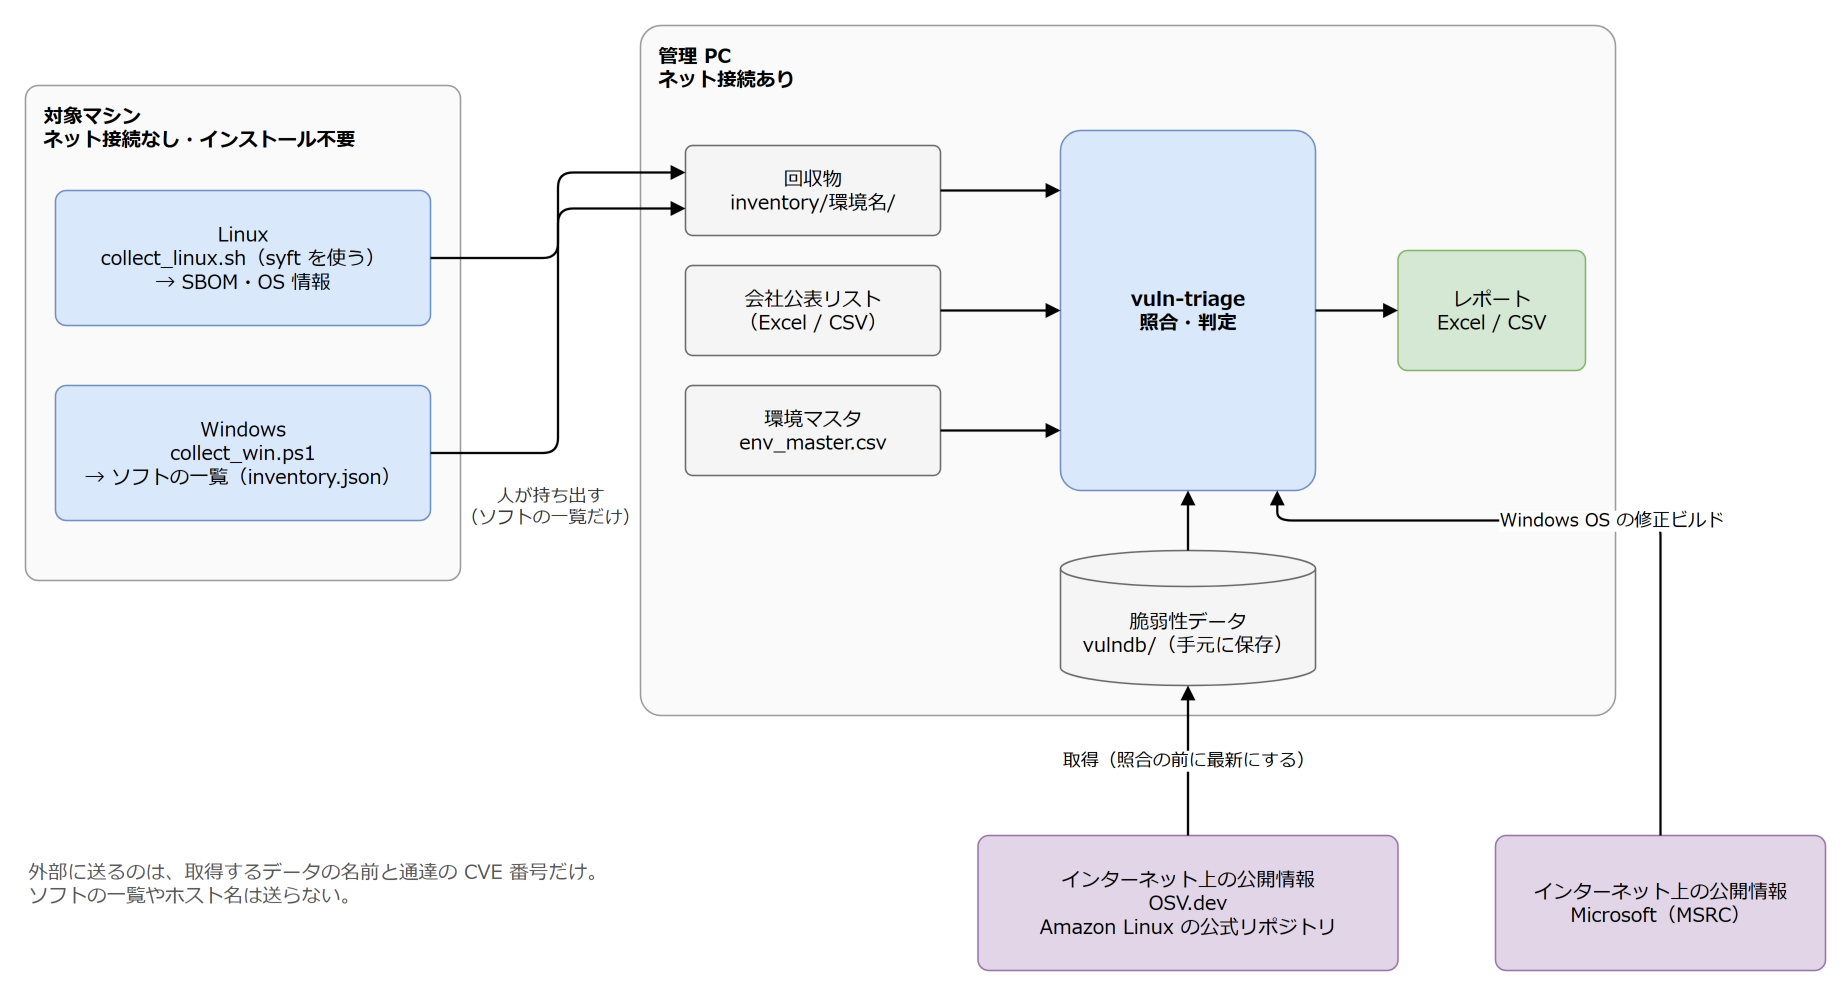 管理 PC
ネット接続あり
対象マシン
ネット接続なし・インストール不要
Linux
collect_linux.sh（syft を使う）
→ SBOM・OS 情報
Windows
collect_win.ps1
→ ソフトの一覧（inventory.json）
人が持ち出す
（ソフトの一覧だけ）
回収物
inventory/環境名/
会社公表リスト
（Excel / CSV）
環境マスタ
env_master.csv
vuln-triage
照合・判定
レポート
Excel / CSV
Windows OS の修正ビルド
脆弱性データ
vulndb/（手元に保存）
取得（照合の前に最新にする）
インターネット上の公開情報
OSV.dev
Amazon Linux の公式リポジトリ
インターネット上の公開情報
Microsoft（MSRC）
外部に送るのは、取得するデータの名前と通達の CVE 番号だけ。
ソフトの一覧やホスト名は送らない。